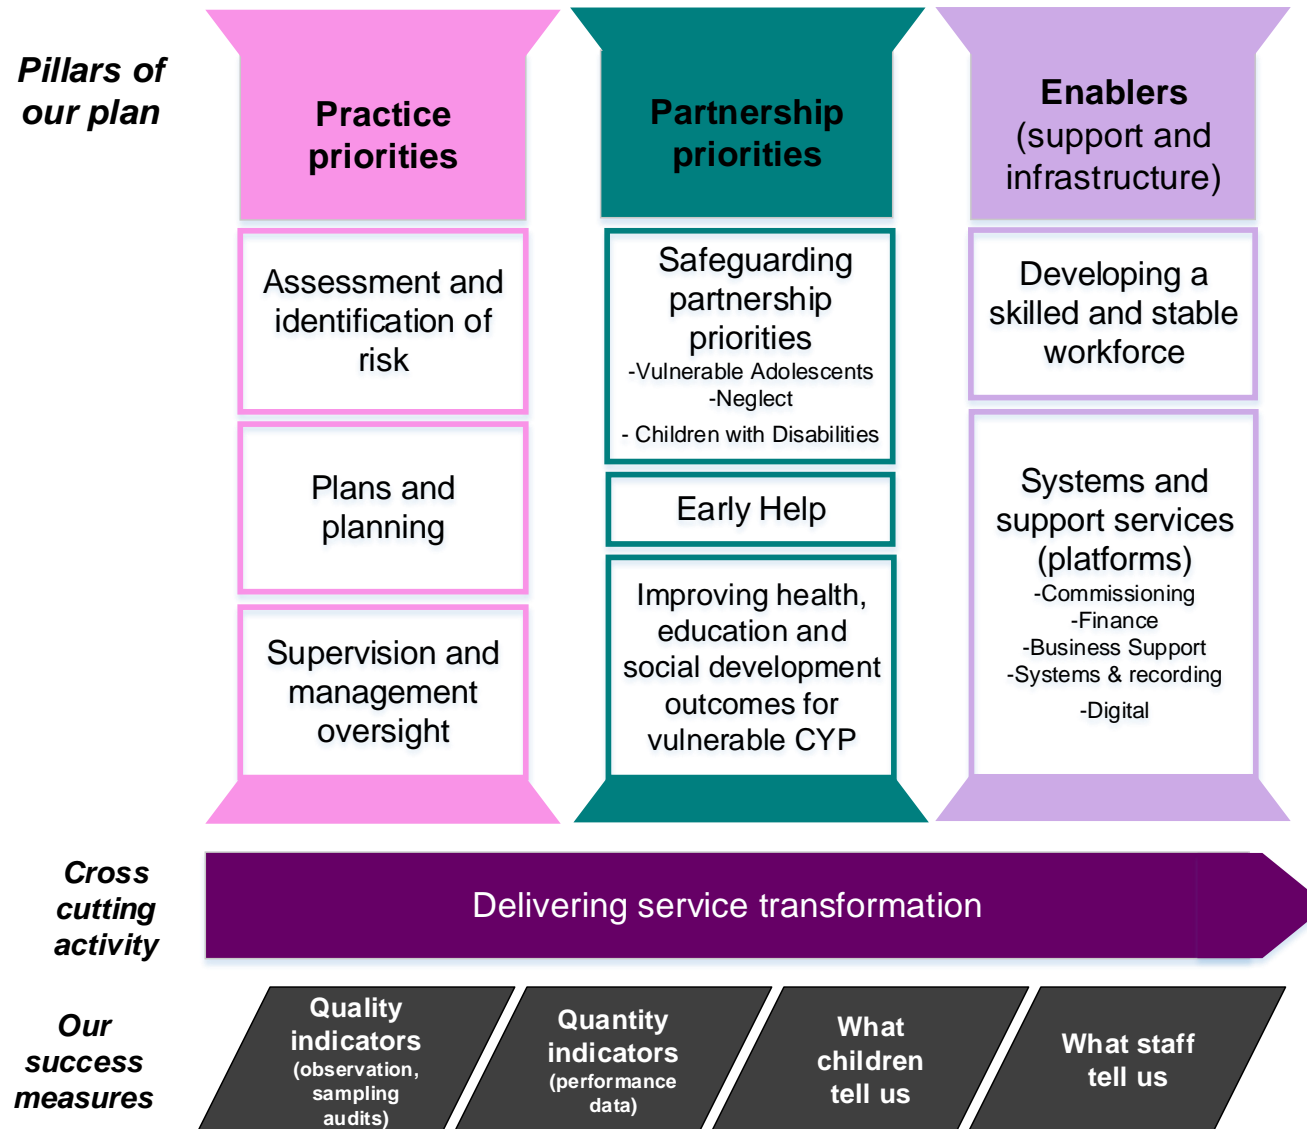 Pillars of
our plan
Practice
priorities
Assessment and
identification of
risk
Plans and
planning
Supervision and
management
oversight
Partnership
priorities
Safeguarding
partnership
priorities
-Vulnerable Adolescents
-Neglect
- Children with Disabilities
Early Help
Improving health,
education and
social development
outcomes for
vulnerable CYP
Enablers
(support and
infrastructure)
Developing a
skilled and stable
workforce
Systems and
support services
(platforms)
-Commissioning
-Finance
-Business Support
-Systems & recording
-Digital
Cross
cutting
activity
Delivering service transformation
Our
success
measures
Quality
indicators
(observation,
sampling
audits)
Quantity
indicators
(performance
data)
What
children
tell us
What staff
tell us